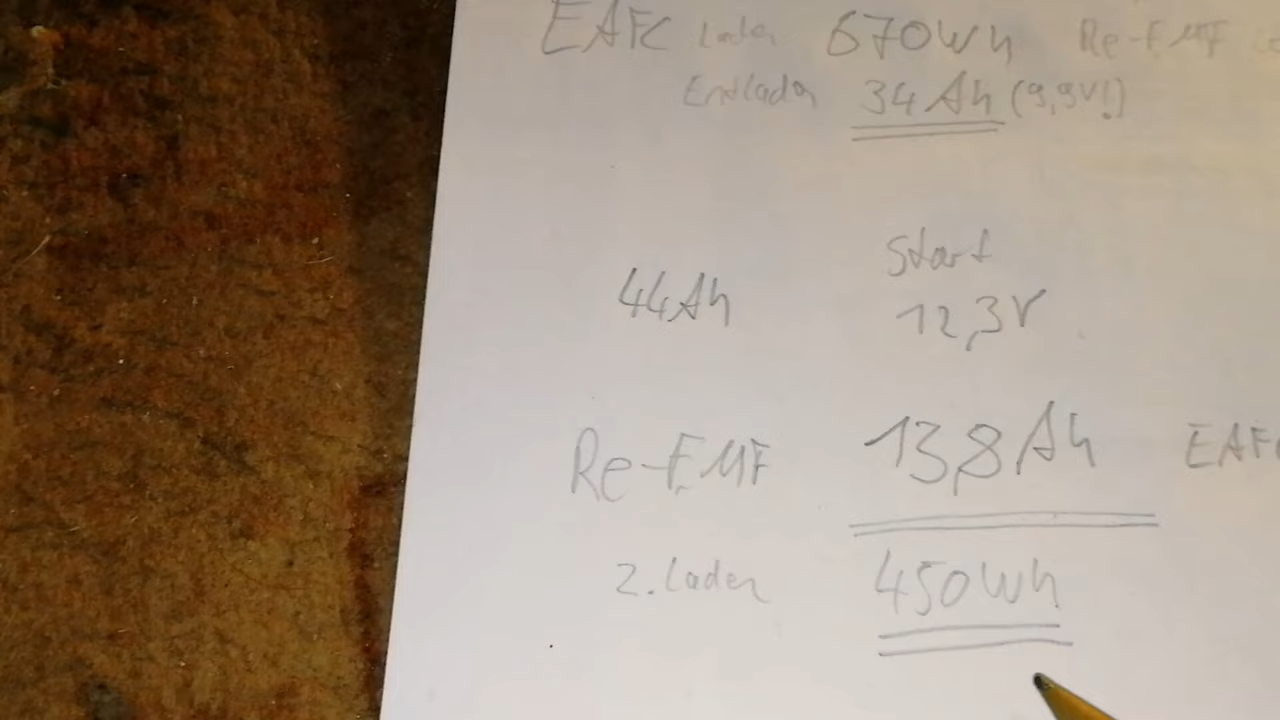 EAFC Laden 670Wh Re-EMF
Entladen 34Ah (9,9V!)
Start
44Ah 12,3V
Re-EMF 13,8Ah
2. Laden 450Wh